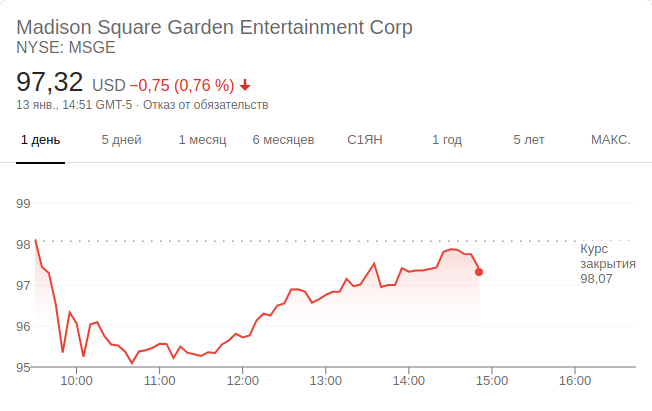 Madison Square Garden Entertainment Corp
NYSE: MSGE
97,32 USD −0,75 (0,76 %)
13 янв., 14:51 GMT-5 · Отказ от обязательств
1 день 5 дней 1 месяц 6 месяцев С1ЯН 1 год 5 лет МАКС.
99
98
Курс
закрытия
97
98,07
96
95
10:00 11:00 12:00 13:00 14:00 15:00 16:00